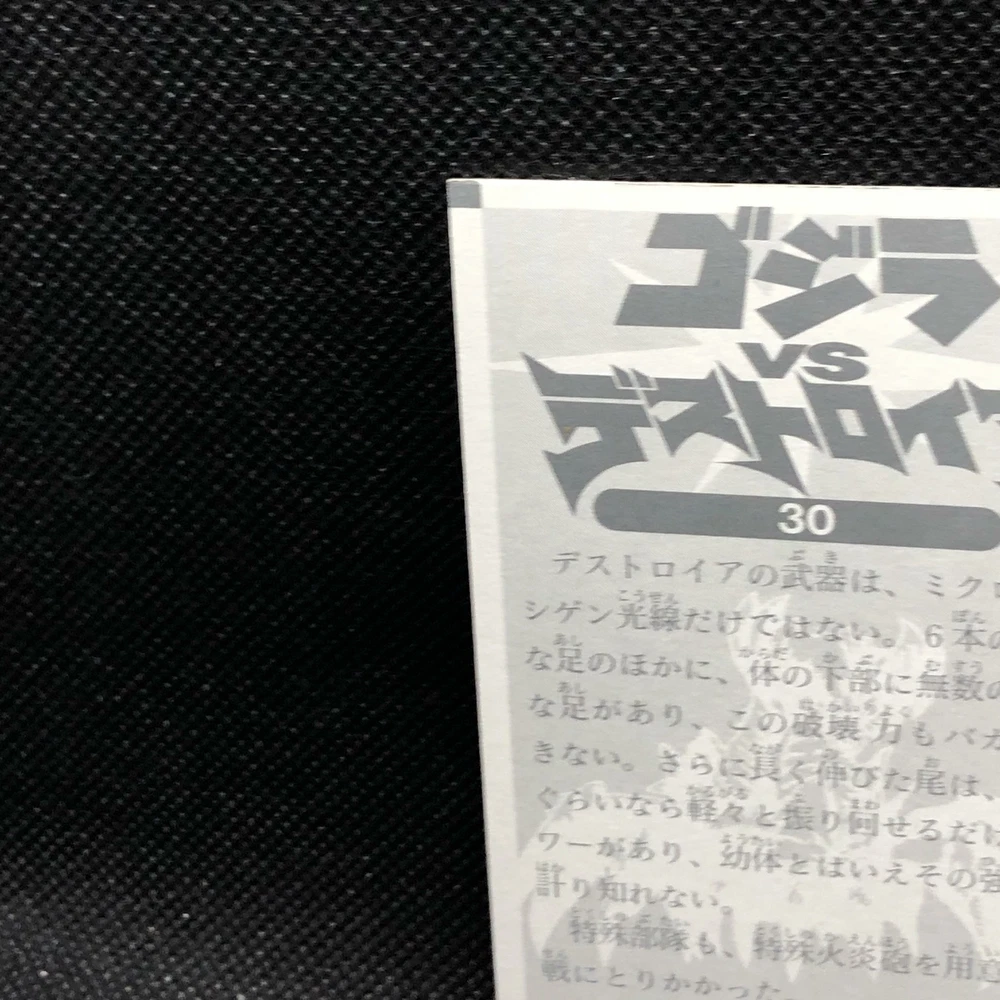 ゴジラ
VS
デストロイア
30
デストロイアの武器は、ミクロ
シゲン光線だけではない。6本の
な足のほかに、体の下部に無数の
な足があり、この破壊力もバカ
きない。さらに長く伸びた尾は、
ぐらいなら軽々と振り回せるだけ
ワーがあり、幼体とはいえその強
計り知れない。
特殊部隊も、特殊火炎砲を用意
戦にとりかかった